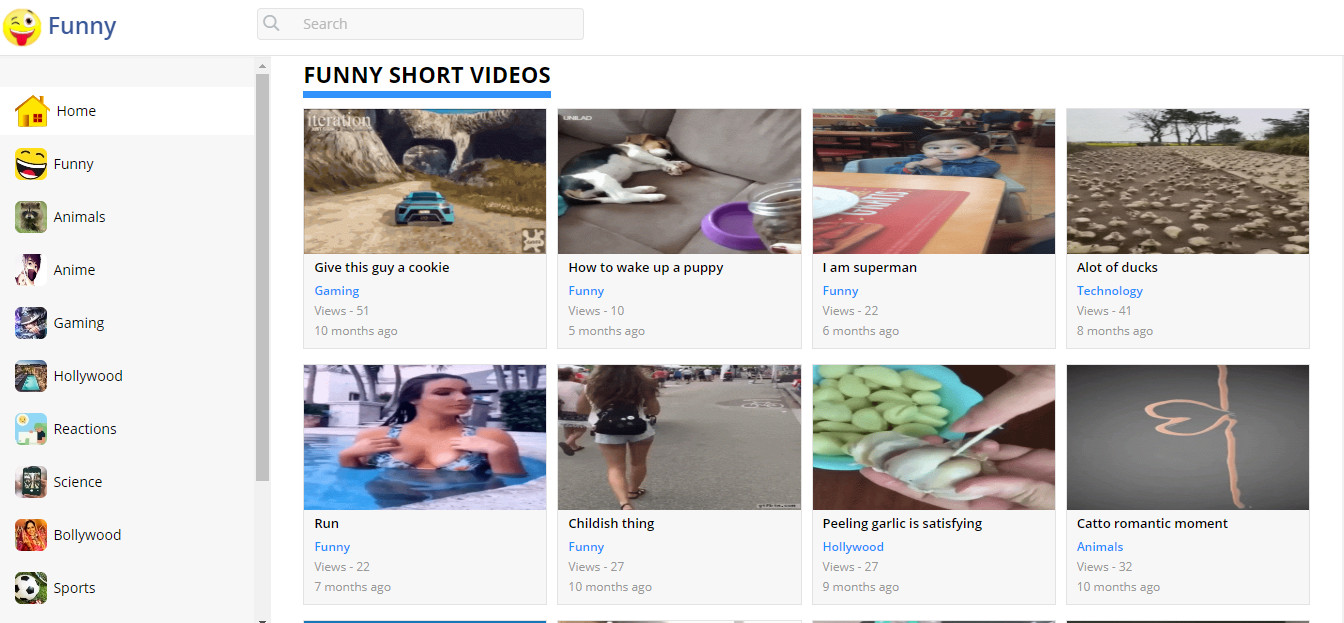 Funny
Search
Home
Funny
Animals
Anime
Gaming
Hollywood
Reactions
Science
Bollywood
Sports
FUNNY SHORT VIDEOS
iteration
UNILAD
Give this guy a cookie
Gaming
Views - 51
10 months ago
How to wake up a puppy
Funny
Views - 10
5 months ago
I am superman
Funny
Views - 22
6 months ago
Alot of ducks
Technology
Views - 41
8 months ago
Run
Funny
Views - 22
7 months ago
Childish thing
Funny
Views - 27
10 months ago
Peeling garlic is satisfying
Hollywood
Views - 27
9 months ago
Catto romantic moment
Animals
Views - 32
10 months ago